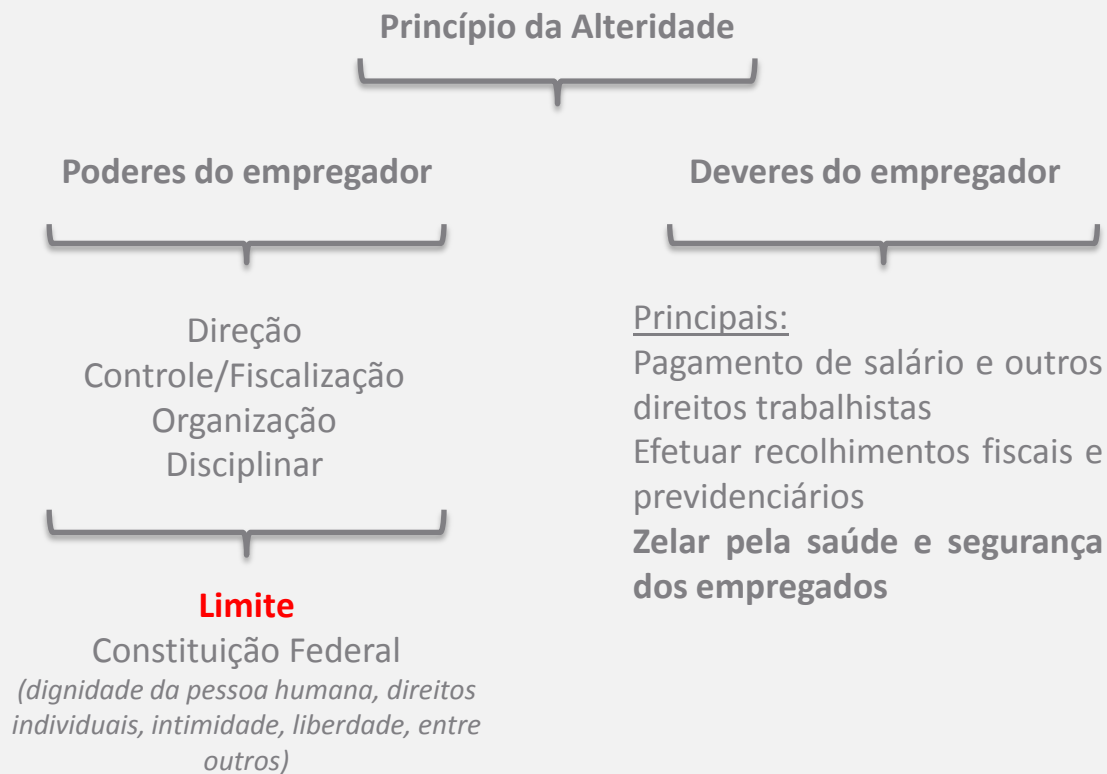 Princípio da Alteridade
Poderes do empregador
Direção
Controle/Fiscalização
Organização
Disciplinar
Limite
Constituição Federal
(dignidade da pessoa humana, direitos
individuais, intimidade, liberdade, entre
outros)
Deveres do empregador
Principais:
Pagamento de salário e outros
direitos trabalhistas
Efetuar recolhimentos fiscais e
previdenciários
Zelar pela saúde e segurança
dos empregados